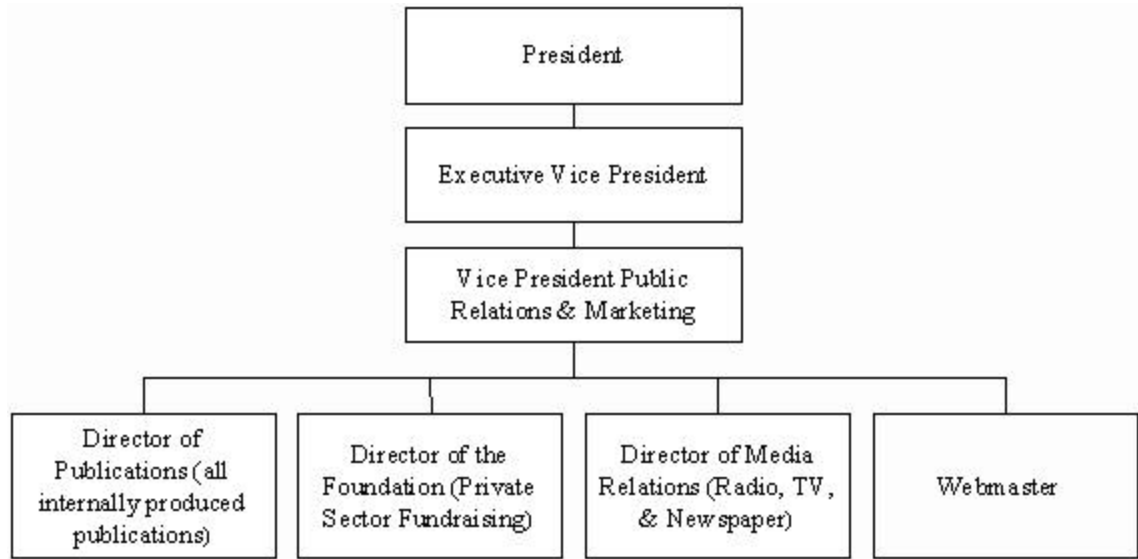 President
Executive Vice President
Vice President Public
Relations & Marketing
Director of
Publications (all
internally produced
publications)
Director of the
Foundation (Private
Sector Fundraising)
Director of Media
Relations (Radio, TV,
& Newspaper)
Webmaster